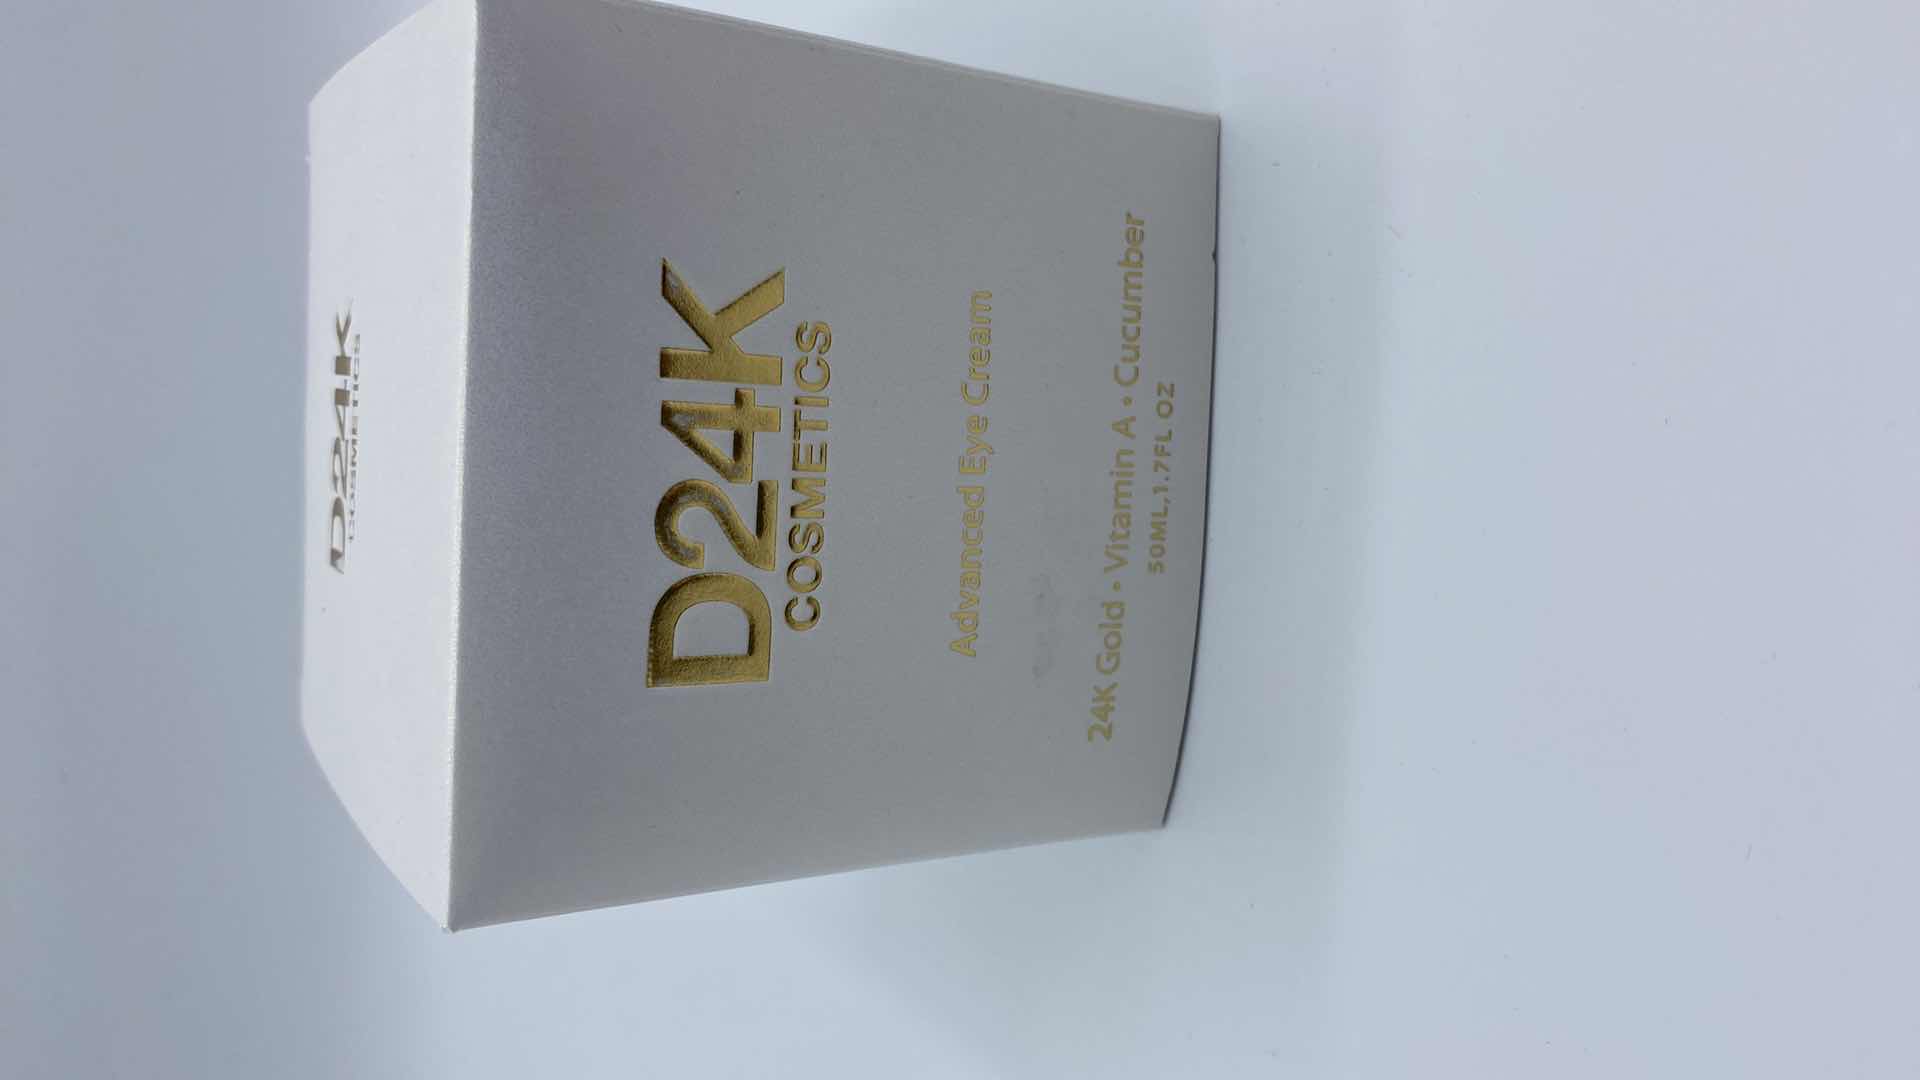 D24K
COSMETICS
D24K
COSMETICS
Advanced Eye Cream
24K Gold • Vitamin A • Cucumber
50ML,1.7FL OZ